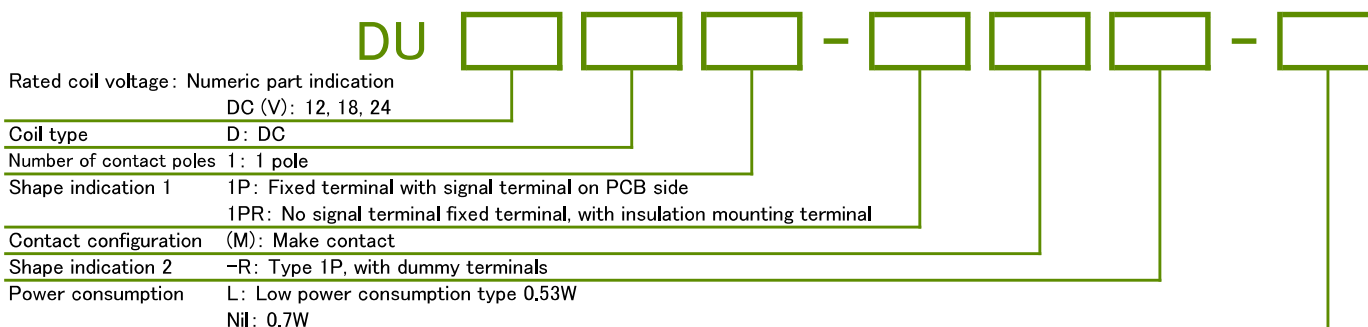 DU - -
Rated coil voltage: Numeric part indication
DC (V): 12, 18, 24
Coil type D: DC
Number of contact poles 1: 1 pole
Shape indication 1 1P: Fixed terminal with signal terminal on PCB side
1PR: No signal terminal fixed terminal, with insulation mounting terminal
Contact configuration (M): Make contact
Shape indication 2 -R: Type 1P, with dummy terminals
Power consumption L: Low power consumption type 0.53W
Nil: 0.7W